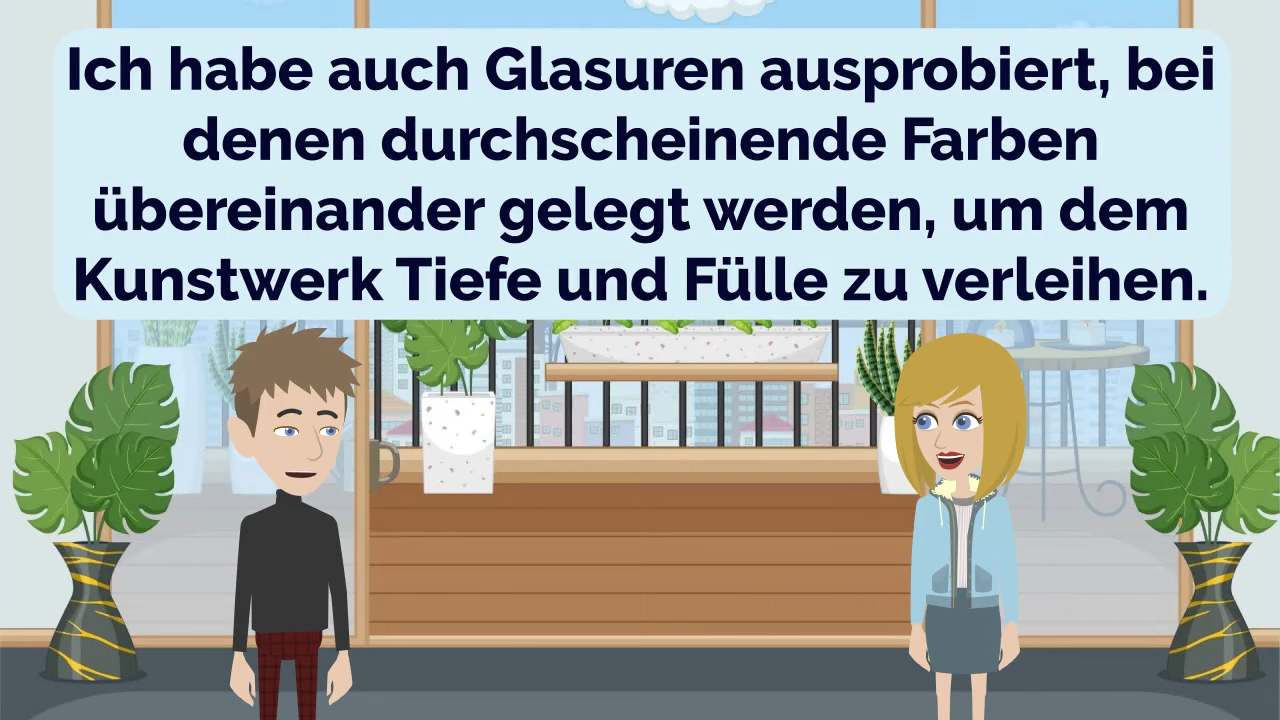 Ich habe auch Glasuren ausprobiert, bei
denen durchscheinende Farben
übereinander gelegt werden, um dem
Kunstwerk Tiefe und Fülle zu verleihen.